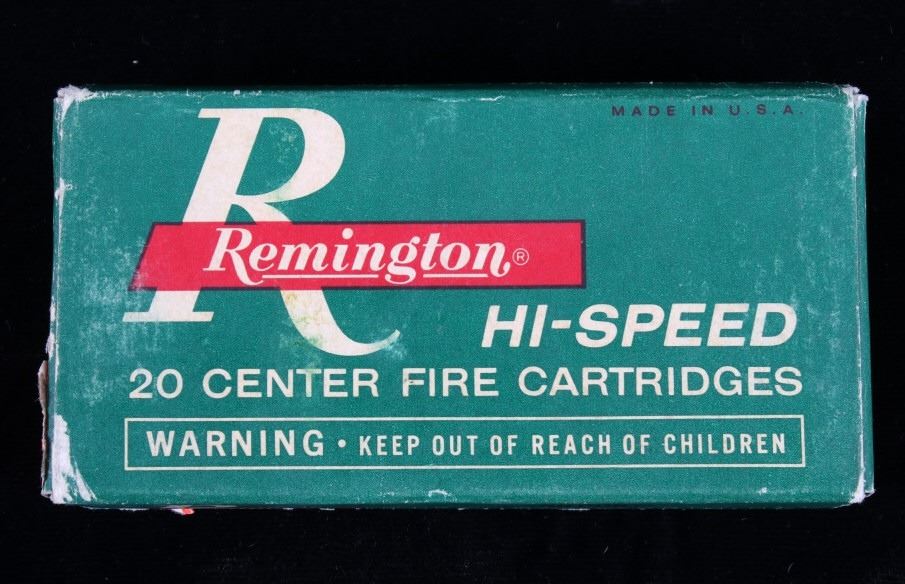 MADE IN U.S.A.
R
Remington®
HI-SPEED
20 CENTER FIRE CARTRIDGES
WARNING • KEEP OUT OF REACH OF CHILDREN